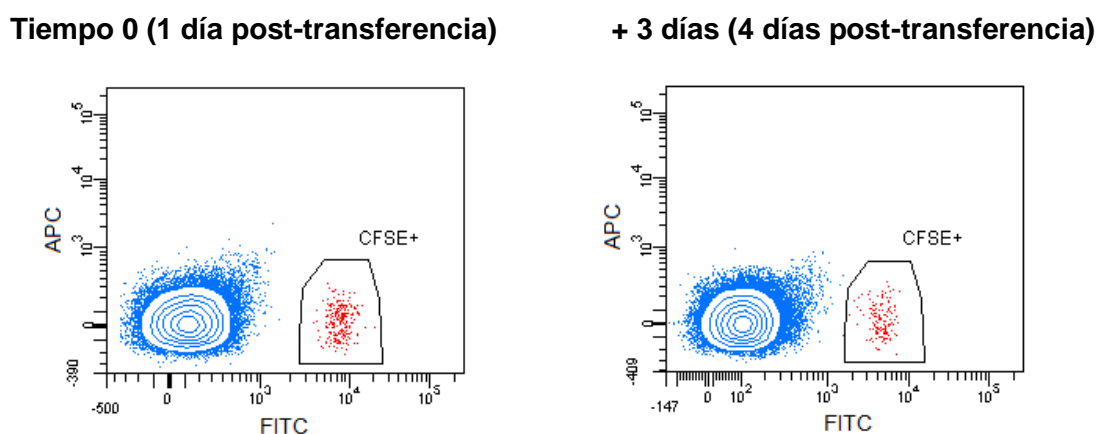 Tiempo 0 (1 día post-transferencia)
+ 3 días (4 días post-transferencia)
APC
10^5
10^4
10^3
0
-390
CFSE+
-500
0
10^3
10^4
10^5
FITC
APC
10^5
10^4
10^3
0
-409
CFSE+
-147
0
10^2
10^3
10^4
10^5
FITC